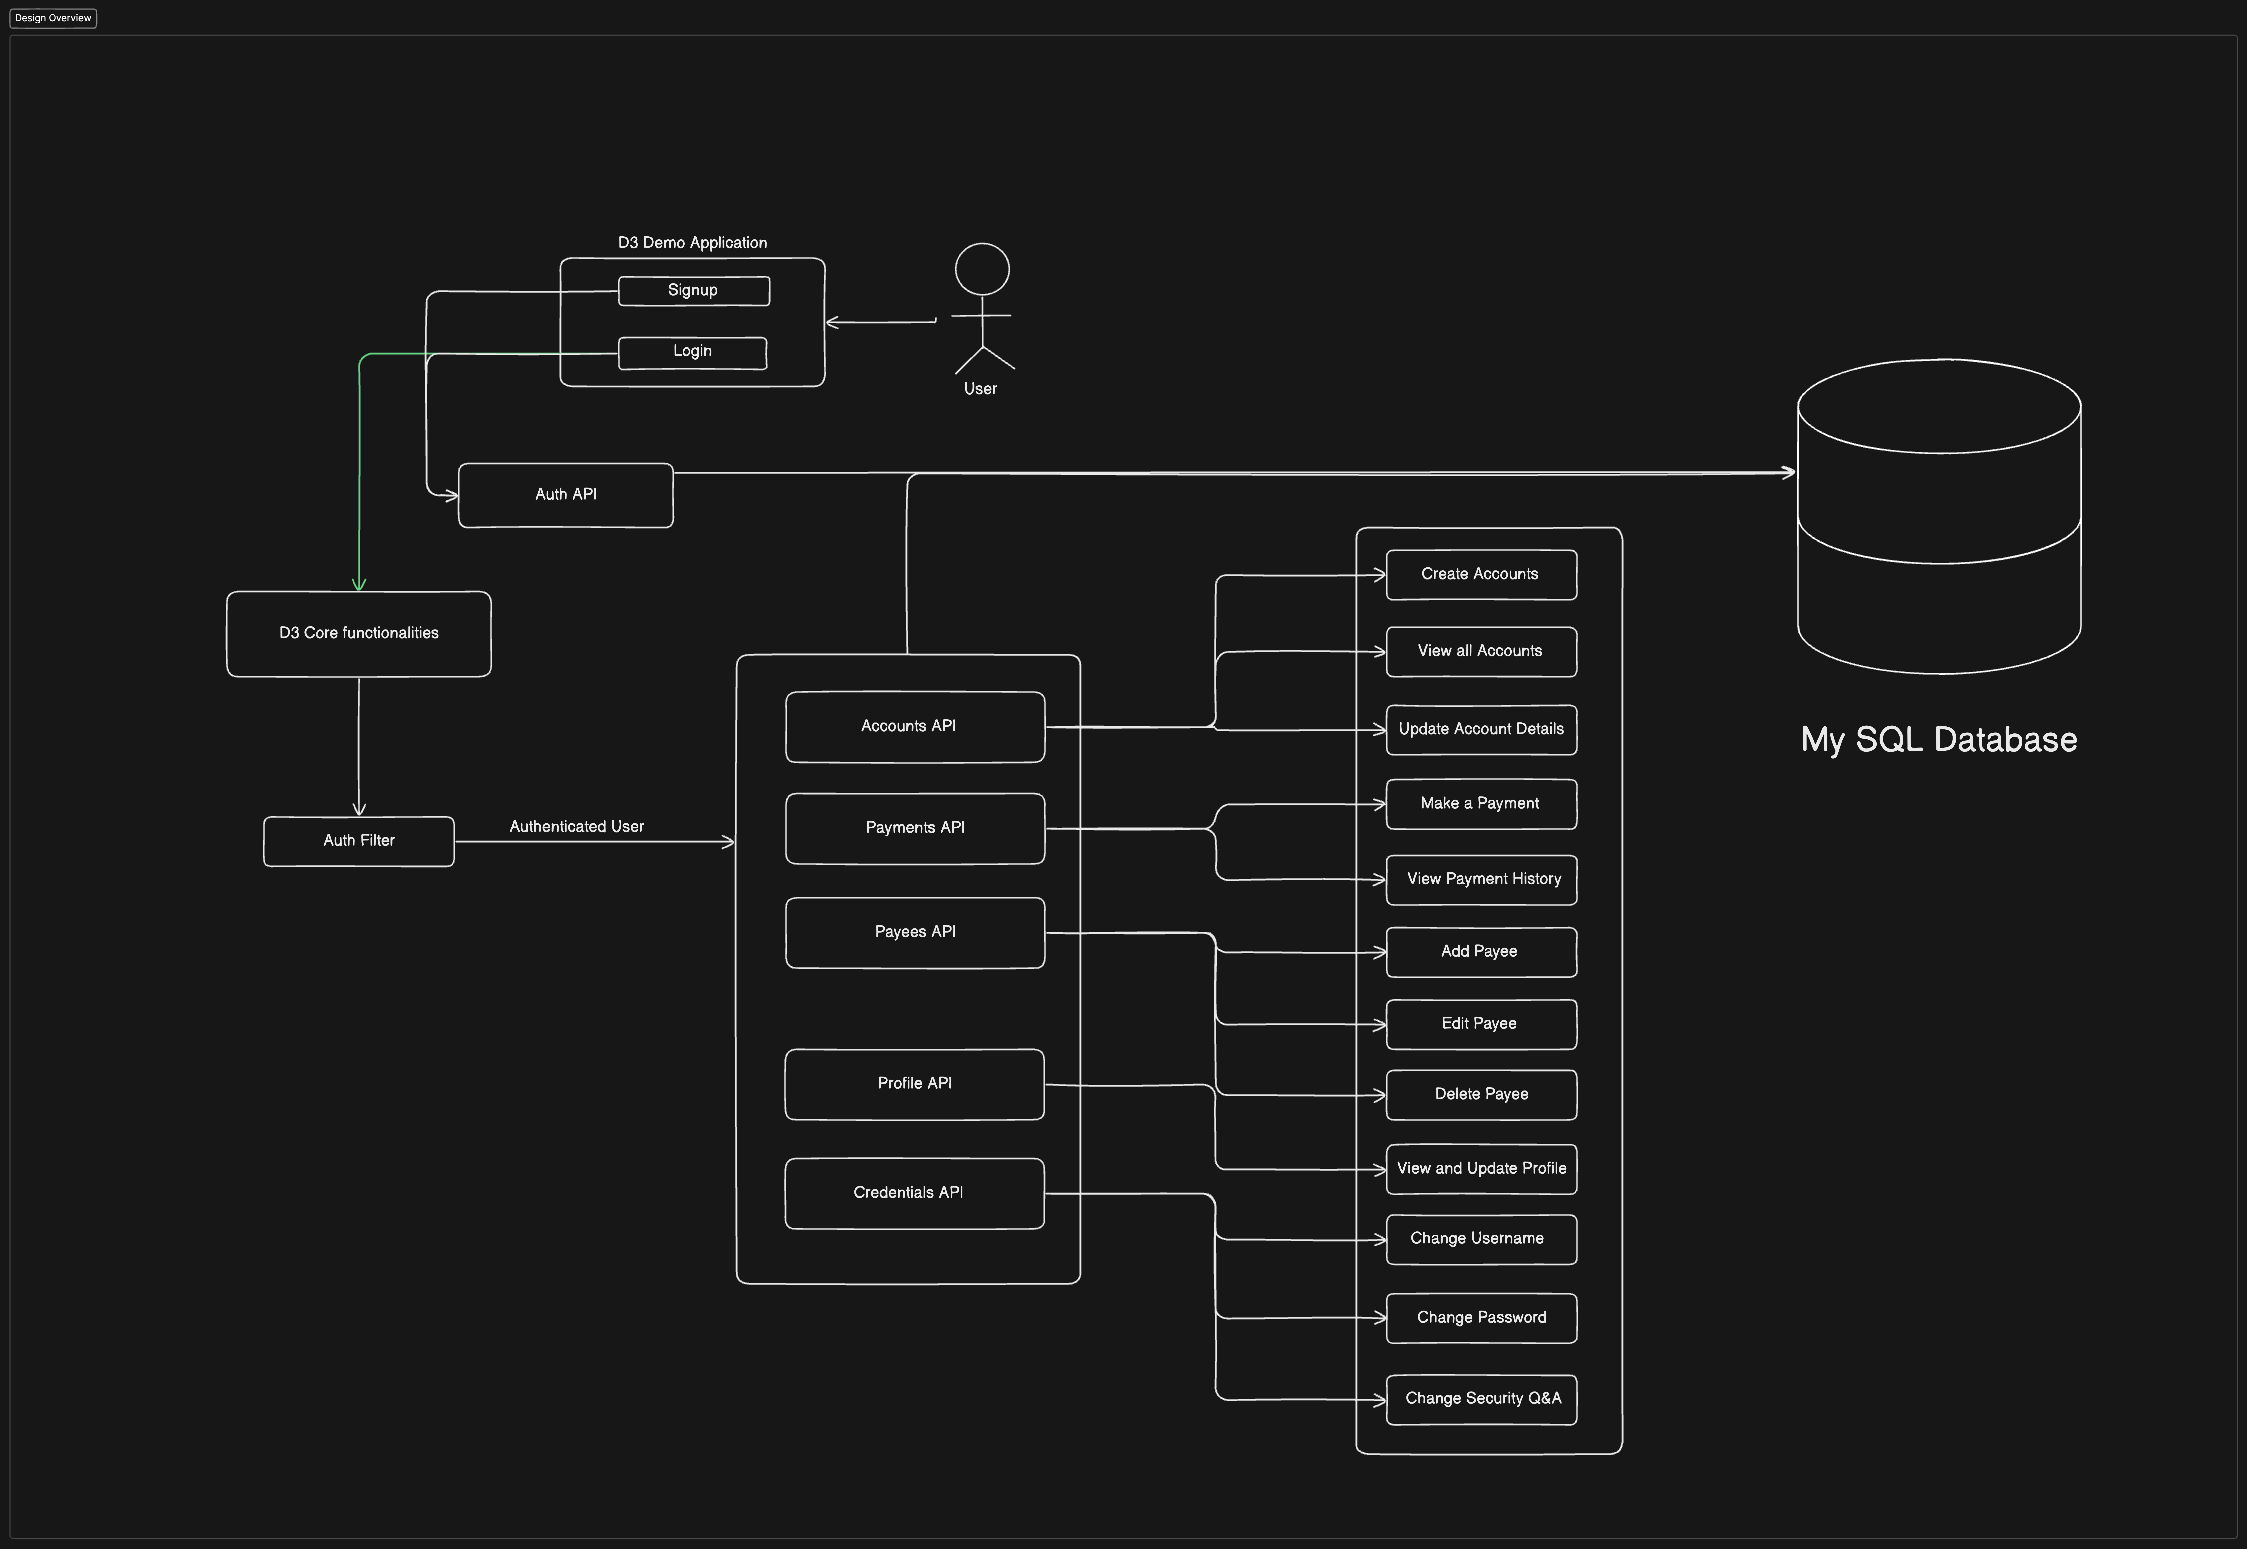 Design Overview
D3 Demo Application
Signup
Login
User
Auth API
D3 Core functionalities
Auth Filter
Authenticated User
Accounts API
Payments API
Payees API
Profile API
Credentials API
Create Accounts
View all Accounts
Update Account Details
Make a Payment
View Payment History
Add Payee
Edit Payee
Delete Payee
View and Update Profile
Change Username
Change Password
Change Security Q&A
My SQL Database